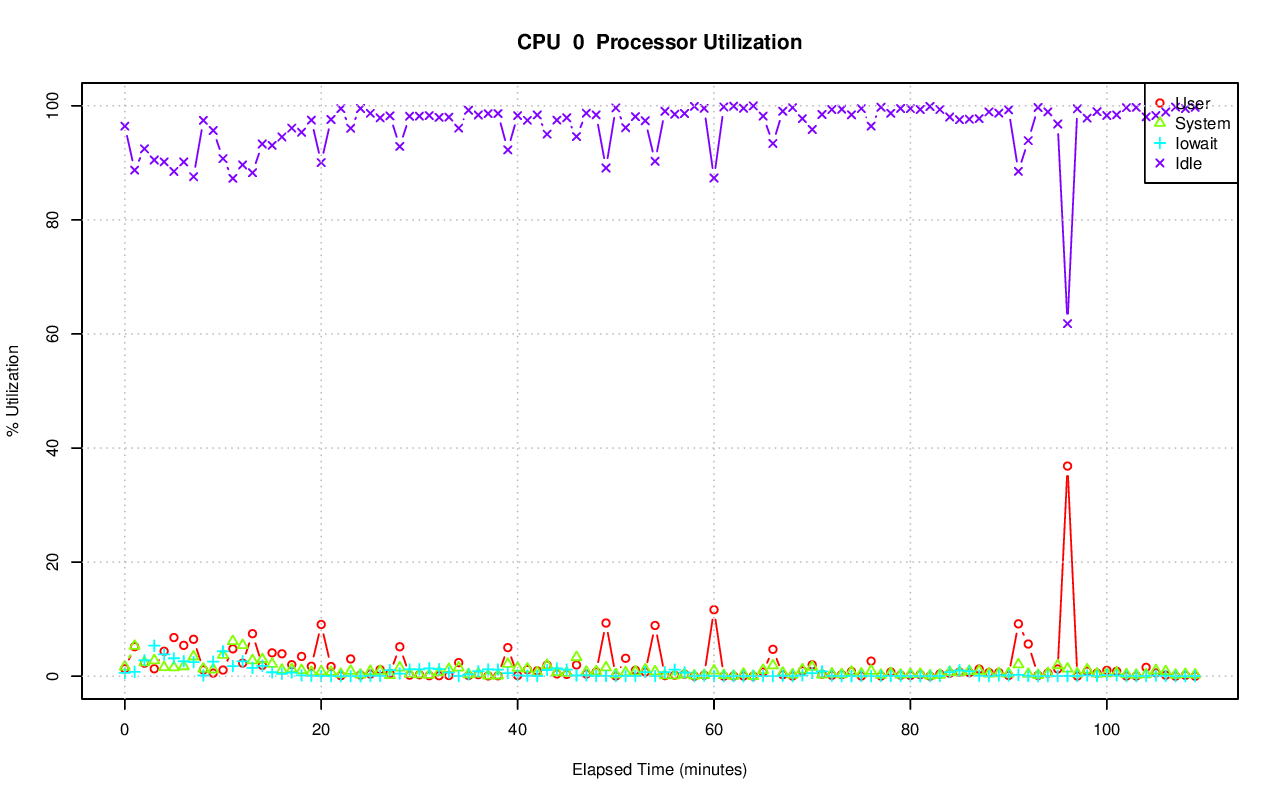 CPU 0 Processor Utilization
100
80
60
40
20
0
% Utilization
User
System
Iowait
Idle
0 20 40 60 80 100
Elapsed Time (minutes)